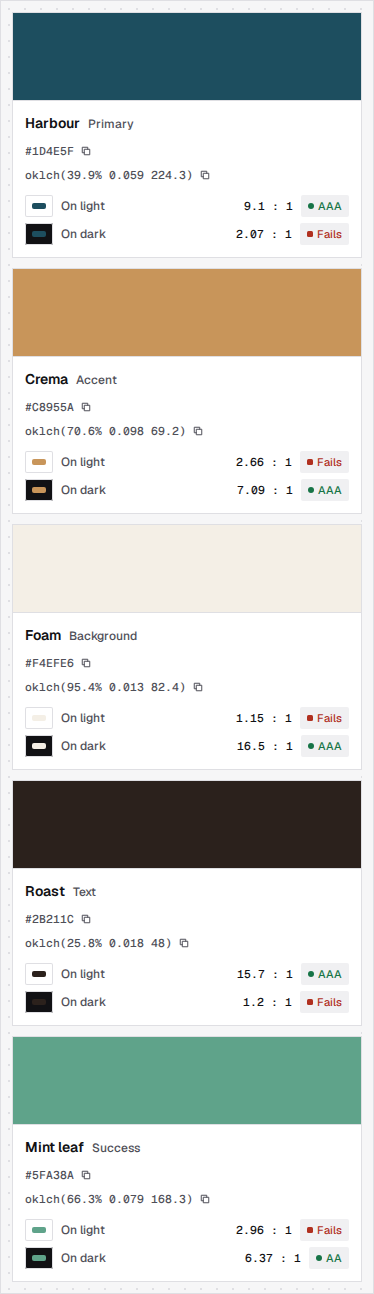 Harbour Primary
#1D4E5F
oklch(39.9% 0.059 224.3)
On light 9.1 : 1 AAA
On dark 2.07 : 1 Fails
Crema Accent
#C8955A
oklch(70.6% 0.098 69.2)
On light 2.66 : 1 Fails
On dark 7.09 : 1 AAA
Foam Background
#F4EFE6
oklch(95.4% 0.013 82.4)
On light 1.15 : 1 Fails
On dark 16.5 : 1 AAA
Roast Text
#2B211C
oklch(25.8% 0.018 48)
On light 15.7 : 1 AAA
On dark 1.2 : 1 Fails
Mint leaf Success
#5FA38A
oklch(66.3% 0.079 168.3)
On light 2.96 : 1 Fails
On dark 6.37 : 1 AA